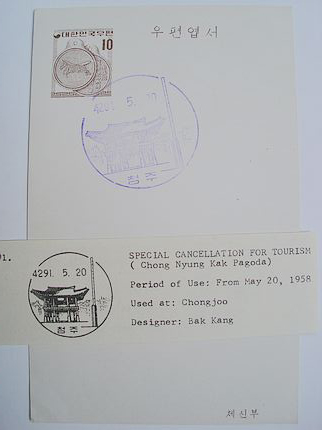 대한민국우표
10
우편엽서
4291. 5. 20
청주
#1.
SPECIAL CANCELLATION FOR TOURISM
( Chong Nyung Kak Pagoda)
4291. 5. 20
Period of Use: From May 20, 1958
Used at: Chongjoo
청주
Designer: Bak Kang
체신부